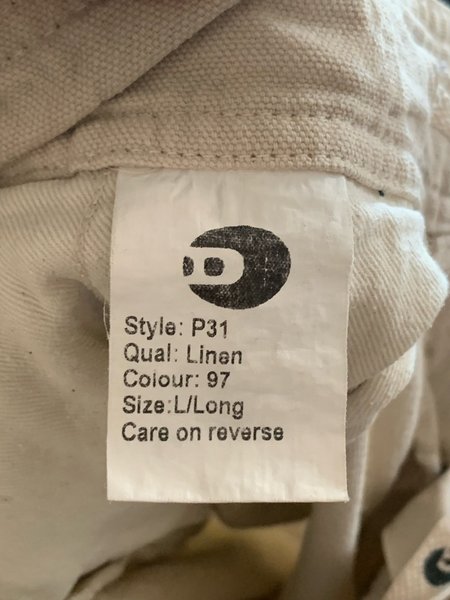 D
Style: P31
Qual: Linen
Colour: 97
Size:L/Long
Care on reverse